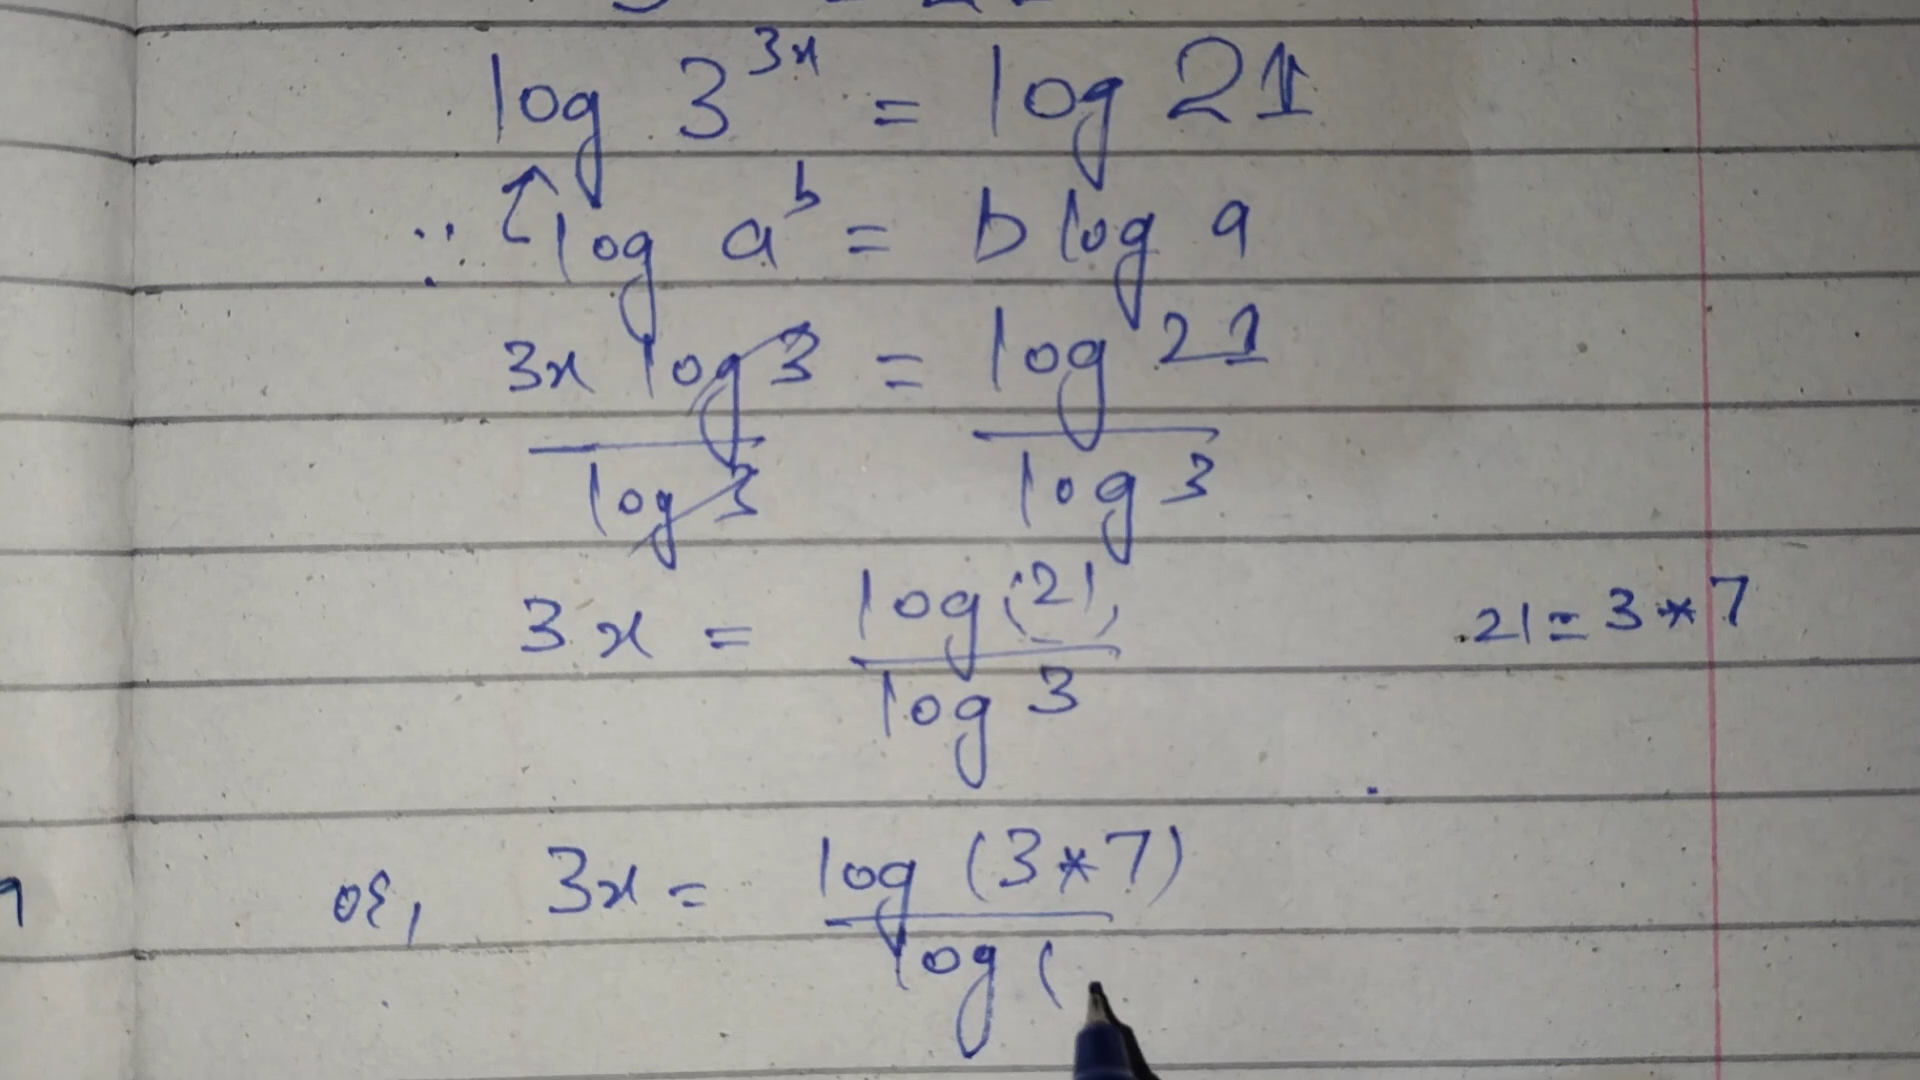 log 3^3x = log 21
∵ log a^b = b log a
3x log 3 / log 3 = log 21 / log 3
3x = log(21) / log 3
21 = 3*7
or, 3x = log (3*7) / log (